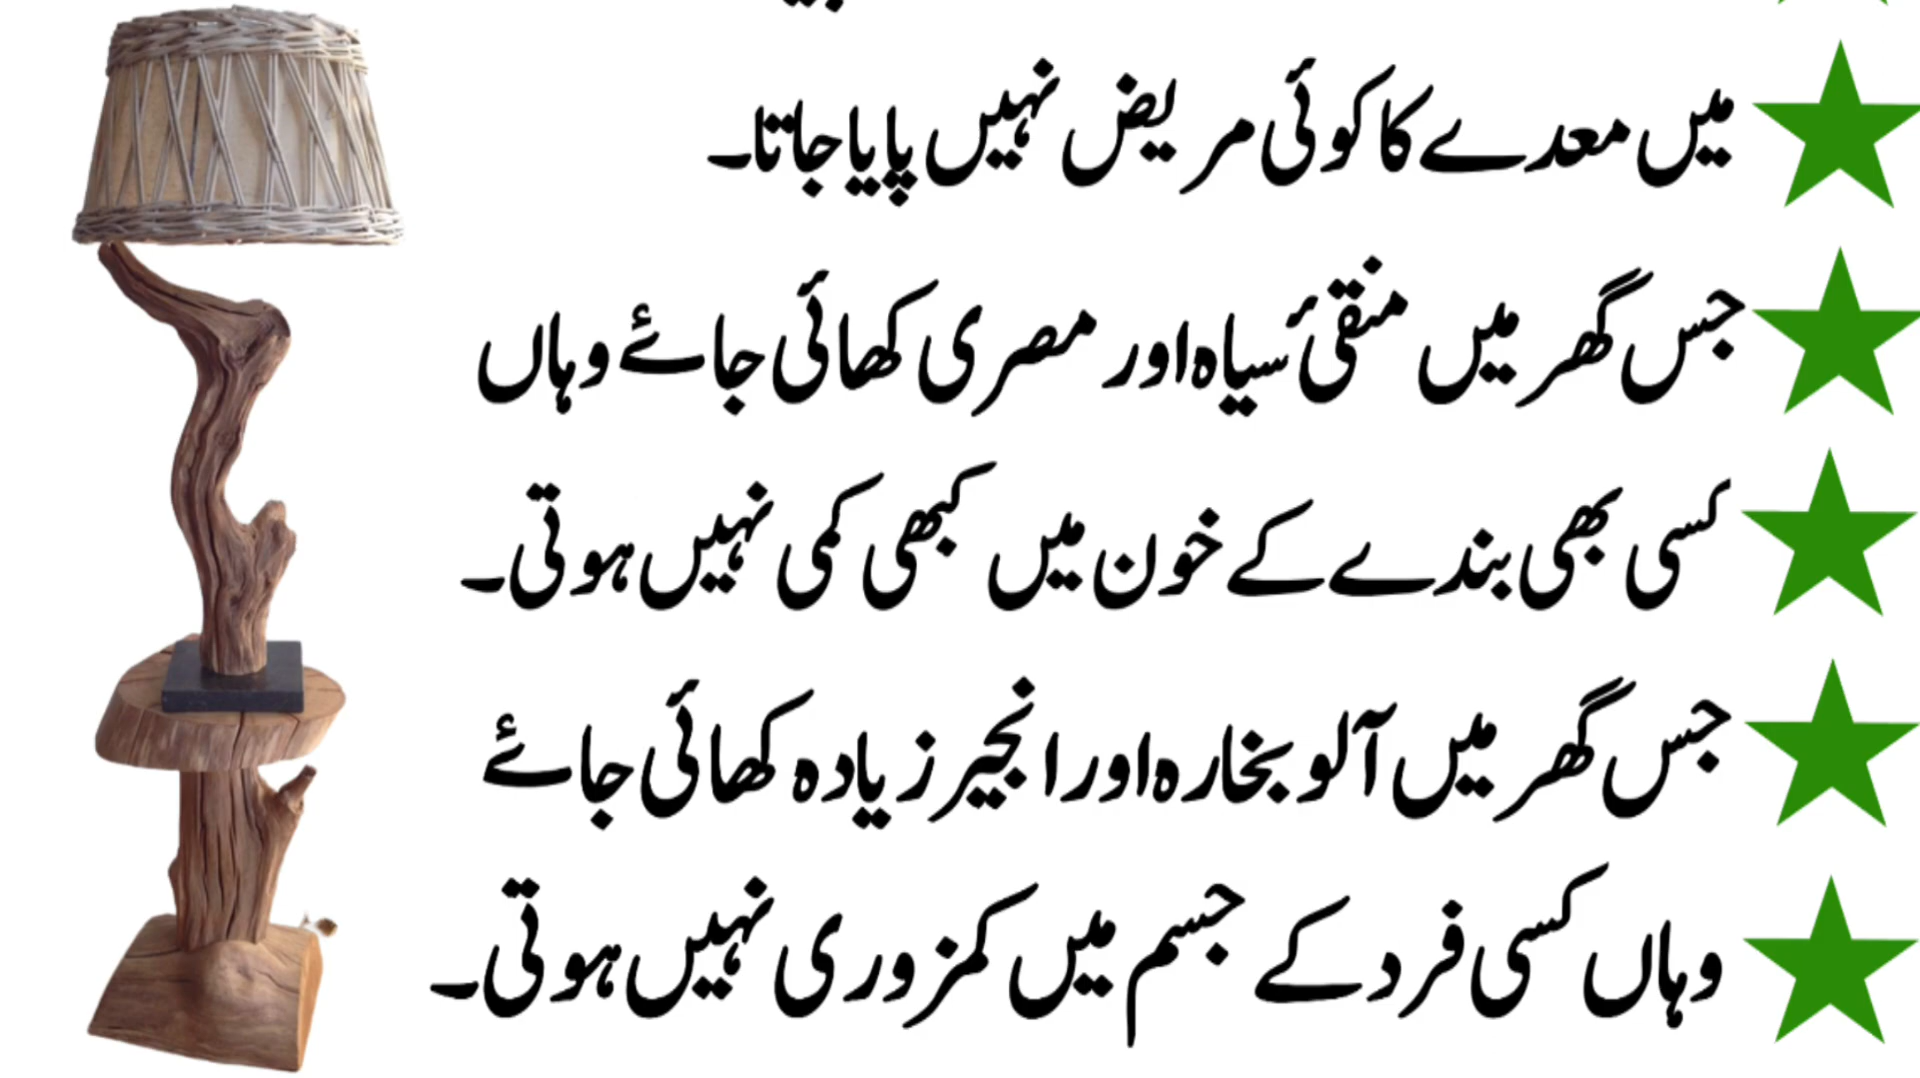 میں معدے کا کوئی مریض نہیں پایا جاتا۔
جس گھر میں منقیٰٔ سیاہ اور مصری کھائی جائے وہاں
کسی بھی بندے کے خون میں کبھی کمی نہیں ہوتی۔
جس گھر میں آلو بخارہ اور انجیر زیادہ کھائی جائے
وہاں کسی فرد کے جسم میں کمزوری نہیں ہوتی۔